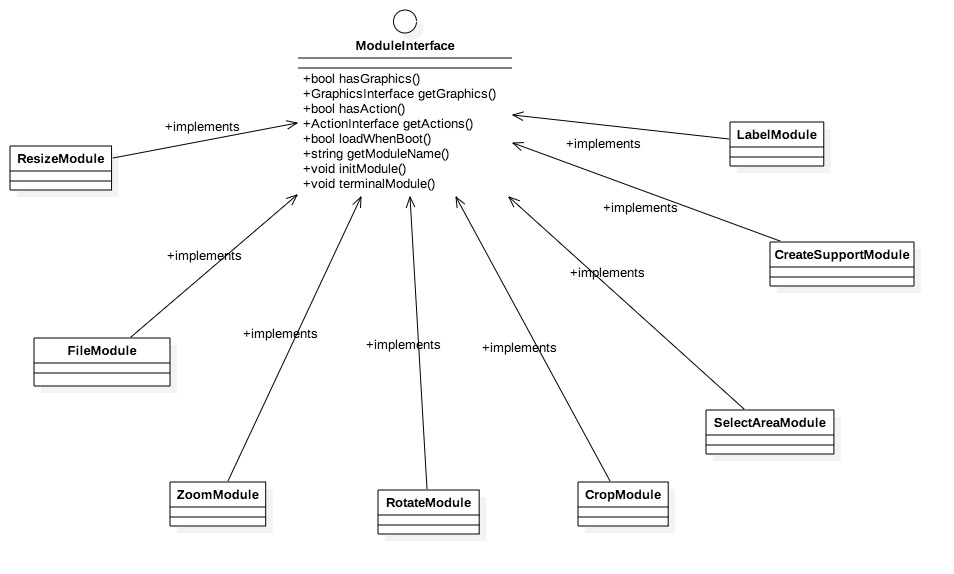 ModuleInterface
+bool hasGraphics()
+GraphicsInterface getGraphics()
+bool hasAction()
+ActionInterface getActions()
+bool loadWhenBoot()
+string getModuleName()
+void initModule()
+void terminalModule()
+implements
ResizeModule
+implements
LabelModule
+implements
CreateSupportModule
+implements
FileModule
+implements
SelectAreaModule
+implements
ZoomModule
+implements
RotateModule
+implements
CropModule